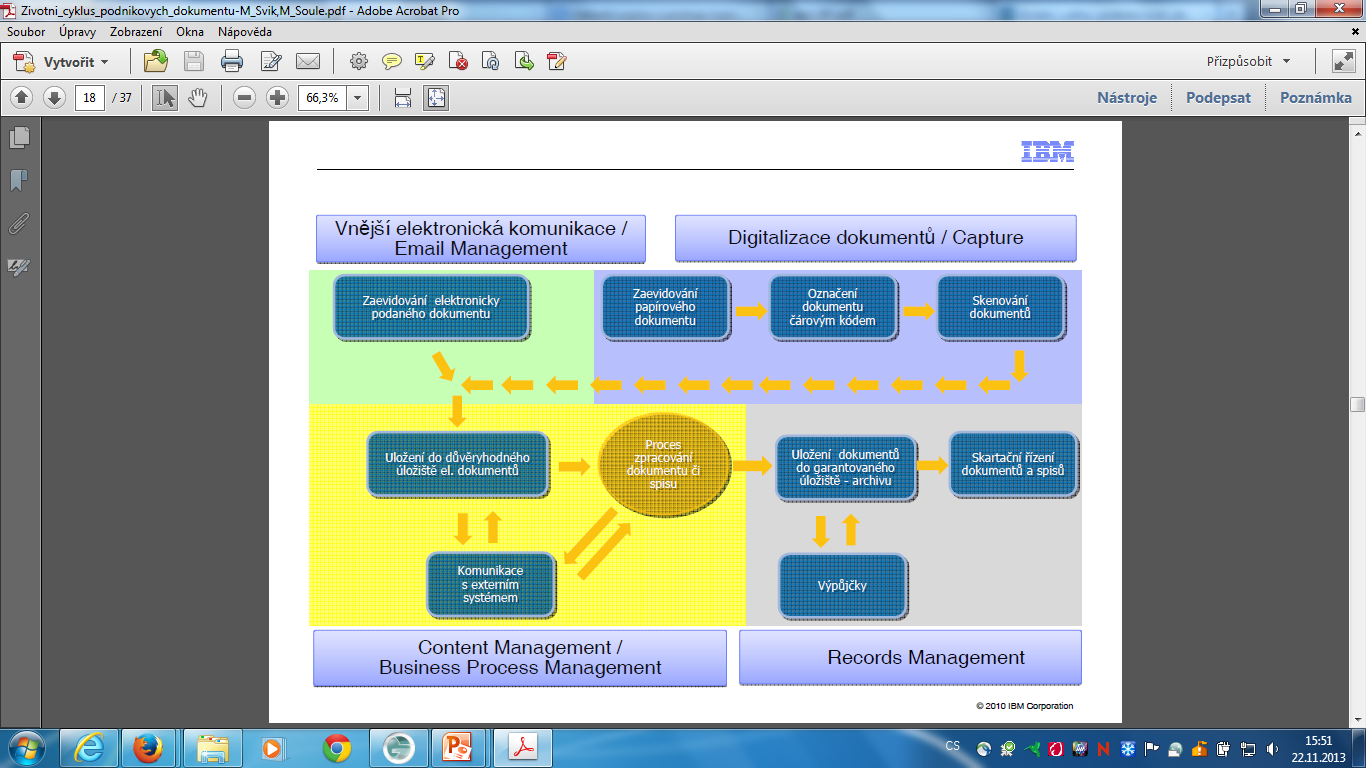 Zivotni_cyklus_podnikovych_dokumentu-M_Svik,M_Soule.pdf - Adobe Acrobat Pro
Soubor Úpravy Zobrazení Okna Nápověda
Vytvořit
Přizpůsobit
18 / 37
66,3%
Nástroje Podepsat Poznámka
IBM
Vnější elektronická komunikace /
Email Management
Digitalizace dokumentů / Capture
Zaevidování elektronicky
podaného dokumentu
Zaevidování
papírového
dokumentu
Označení
dokumentu
čárovým kódem
Skenování
dokumentů
Uložení do důvěryhodného
úložiště el. dokumentů
Proces
zpracování
dokumentu či
spisu
Uložení dokumentů
do garantovaného
úložiště - archivu
Skartační řízení
dokumentů a spisů
Komunikace
s externím
systémem
Výpůjčky
Content Management /
Business Process Management
Records Management
© 2010 IBM Corporation
CS
15:51
22.11.2013